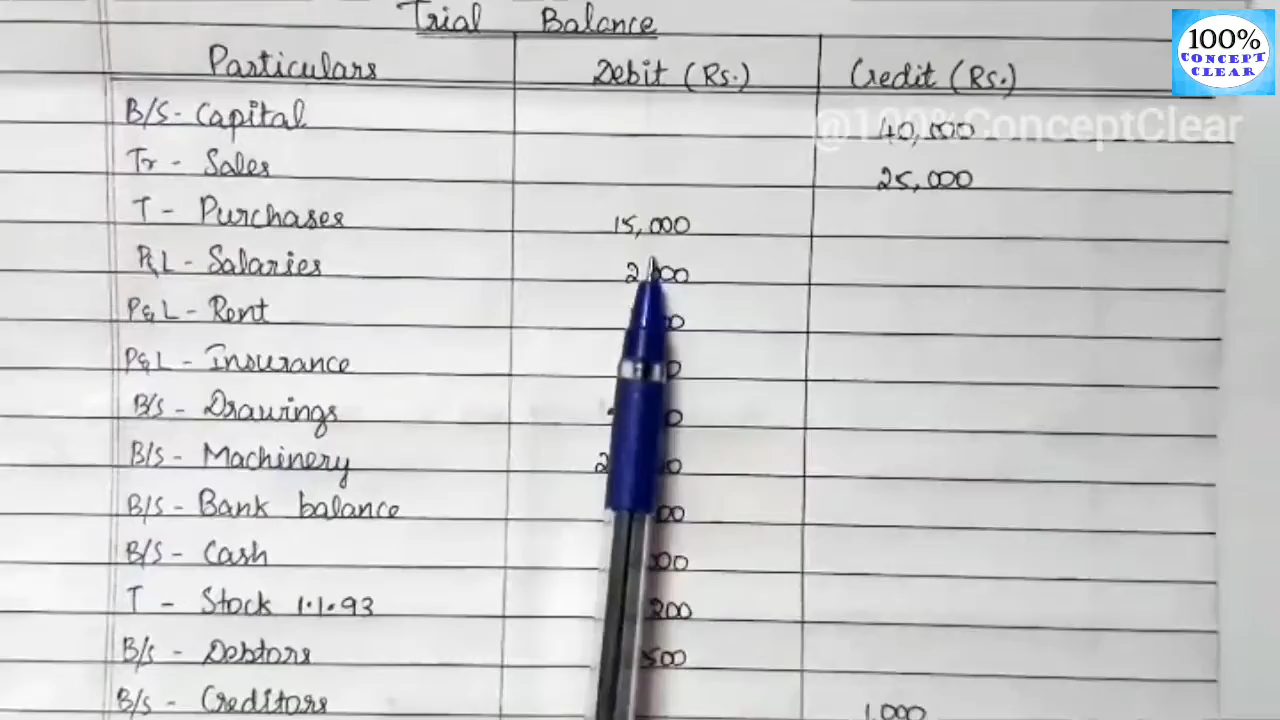 Trial Balance
Particulars Debit (Rs.) Credit (Rs.)
B/S - Capital 40,000
Tr - Sales 25,000
T - Purchases 15,000
P&L - Salaries
P&L - Rent
P&L - Insurance
B/S - Drawings
B/S - Machinery
B/S - Bank balance
B/S - Cash
T - Stock 1.1.93
B/S - Debtors
B/S - Creditors 1,000
100%
CONCEPT
CLEAR
@100%ConceptClear